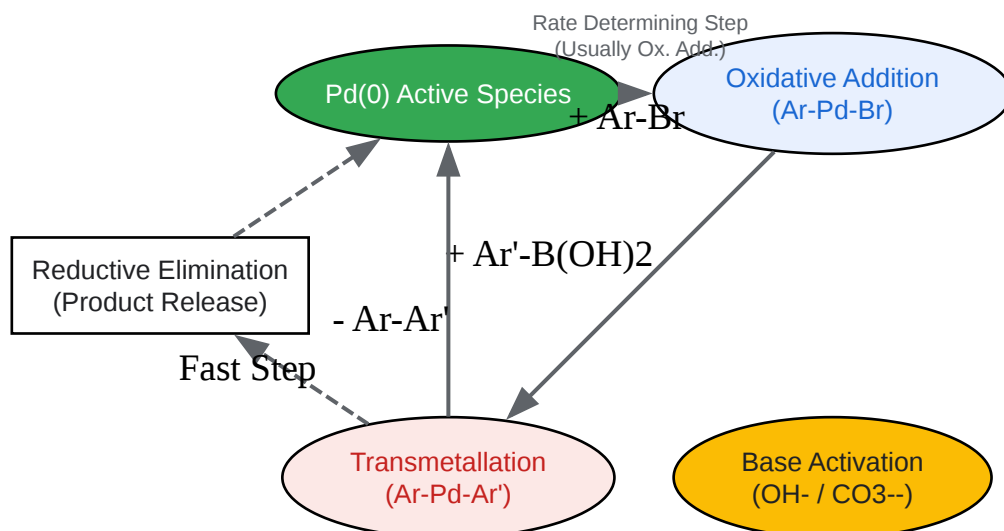 Rate Determining Step
(Usually Ox. Add.)
Pd(0) Active Species
+ Ar-Br
Oxidative Addition
(Ar-Pd-Br)
+ Ar'-B(OH)2
Reductive Elimination
(Product Release)
- Ar-Ar'
Fast Step
Transmetallation
(Ar-Pd-Ar')
Base Activation
(OH- / CO3--)